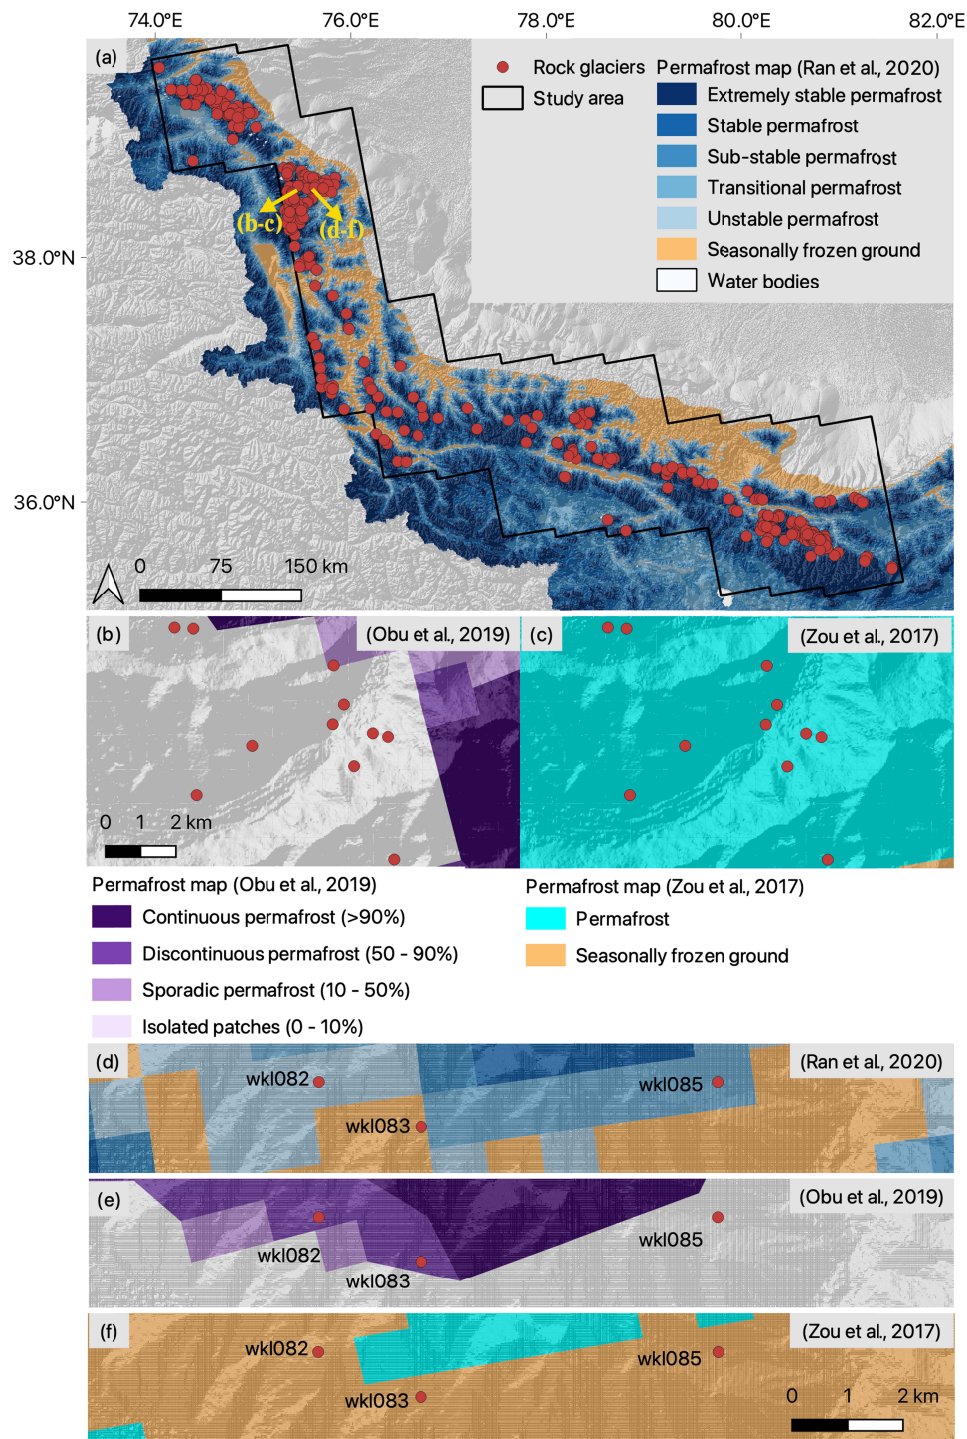 74.0°E 76.0°E 78.0°E 80.0°E 82.0°E
(a)
Rock glaciers
Study area
Permafrost map (Ran et al., 2020)
Extremely stable permafrost
Stable permafrost
Sub-stable permafrost
Transitional permafrost
Unstable permafrost
Seasonally frozen ground
Water bodies
(b-c)
(d-f)
38.0°N
36.0°N
0 75 150 km
(b)
(Obu et al., 2019)
(c)
(Zou et al., 2017)
0 1 2 km
Permafrost map (Obu et al., 2019)
Continuous permafrost (>90%)
Discontinuous permafrost (50 - 90%)
Sporadic permafrost (10 - 50%)
Isolated patches (0 - 10%)
Permafrost map (Zou et al., 2017)
Permafrost
Seasonally frozen ground
(d)
(Ran et al., 2020)
wkl082
wkl085
wkl083
(e)
(Obu et al., 2019)
wkl082
wkl085
wkl083
(f)
(Zou et al., 2017)
wkl082
wkl085
wkl083
0 1 2 km